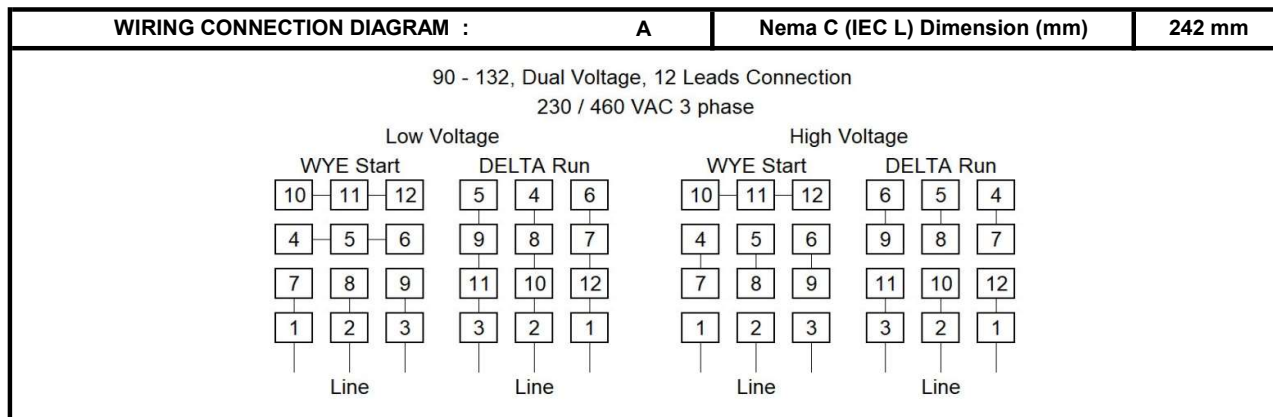 WIRING CONNECTION DIAGRAM : A Nema C (IEC L) Dimension (mm) 242 mm
90 - 132, Dual Voltage, 12 Leads Connection
230 / 460 VAC 3 phase
Low Voltage High Voltage
WYE Start DELTA Run WYE Start DELTA Run
10 11 12 5 4 6 10 11 12 6 5 4
4 5 6 9 8 7 4 5 6 9 8 7
7 8 9 11 10 12 7 8 9 11 10 12
1 2 3 3 2 1 1 2 3 3 2 1
Line Line Line Line